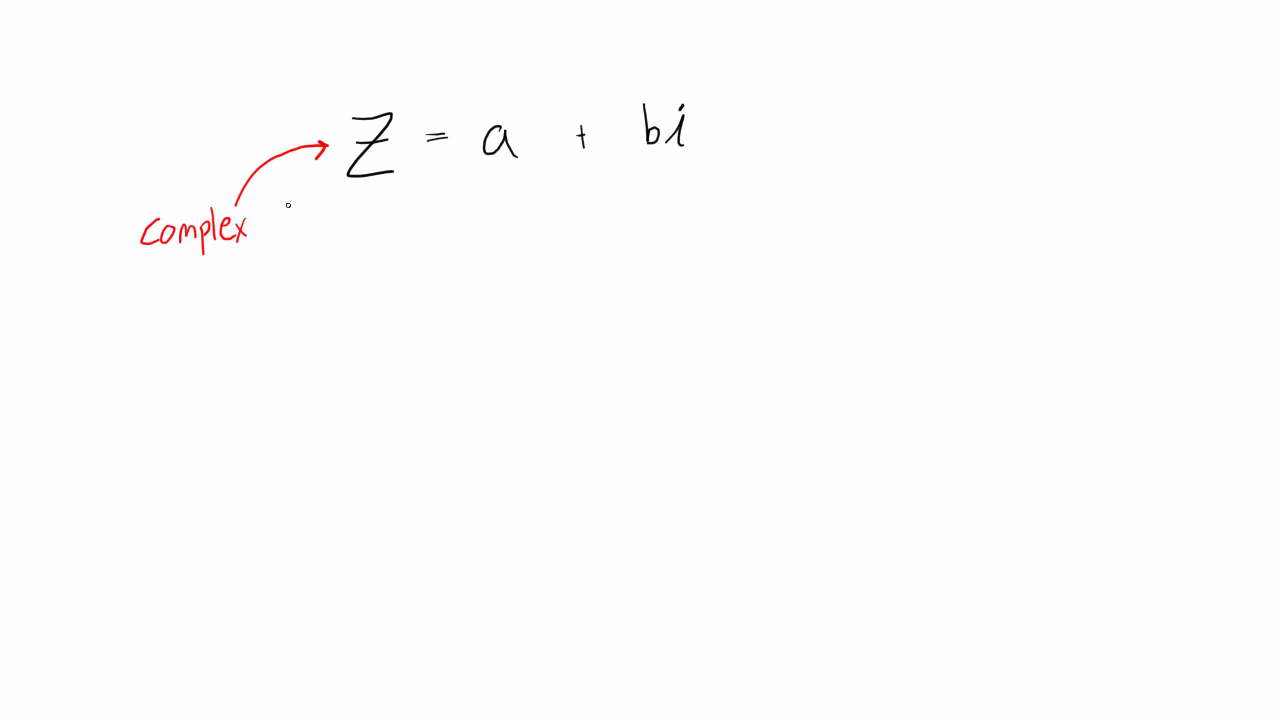 Z = a + bi
complex